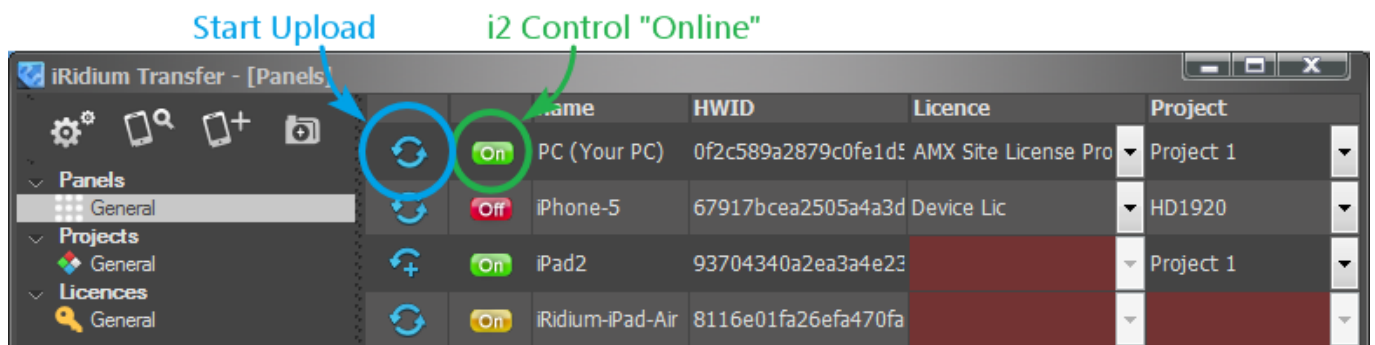 Start Upload
i2 Control "Online"
iRidium Transfer - [Panels]
Name HWID Licence Project
On PC (Your PC) 0f2c589a2879c0fe1d5 AMX Site License Pro Project 1
Panels
General
Off iPhone-5 67917bcea2505a4a3d Device Lic HD1920
Projects
General
On iPad2 93704340a2ea3a4e23 Project 1
Licences
General
On iRidium-iPad-Air 8116e01fa26efa470fa